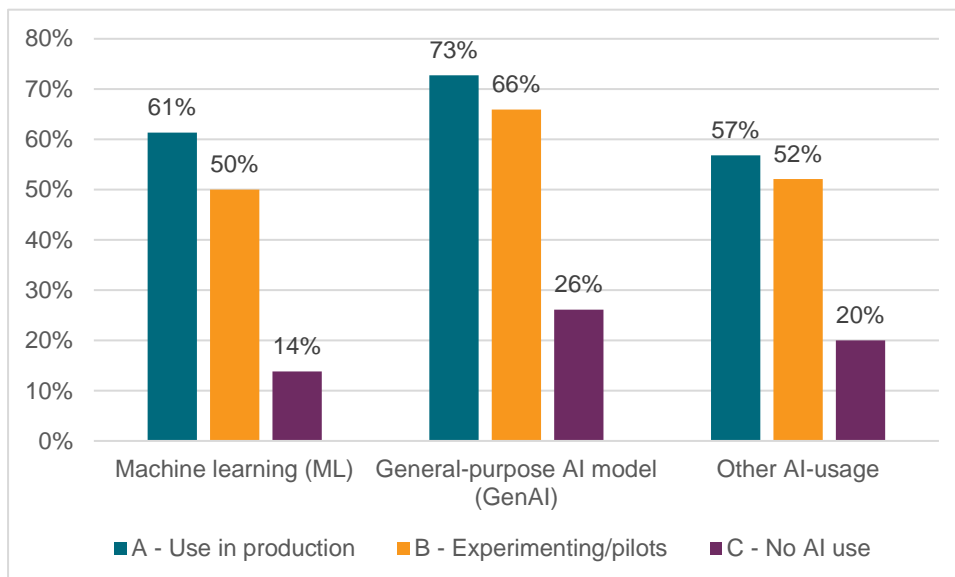 80%
70%
60%
50%
40%
30%
20%
10%
0%
61%
50%
14%
73%
66%
26%
57%
52%
20%
Machine learning (ML)
General-purpose AI model
(GenAI)
Other AI-usage
A - Use in production
B - Experimenting/pilots
C - No AI use